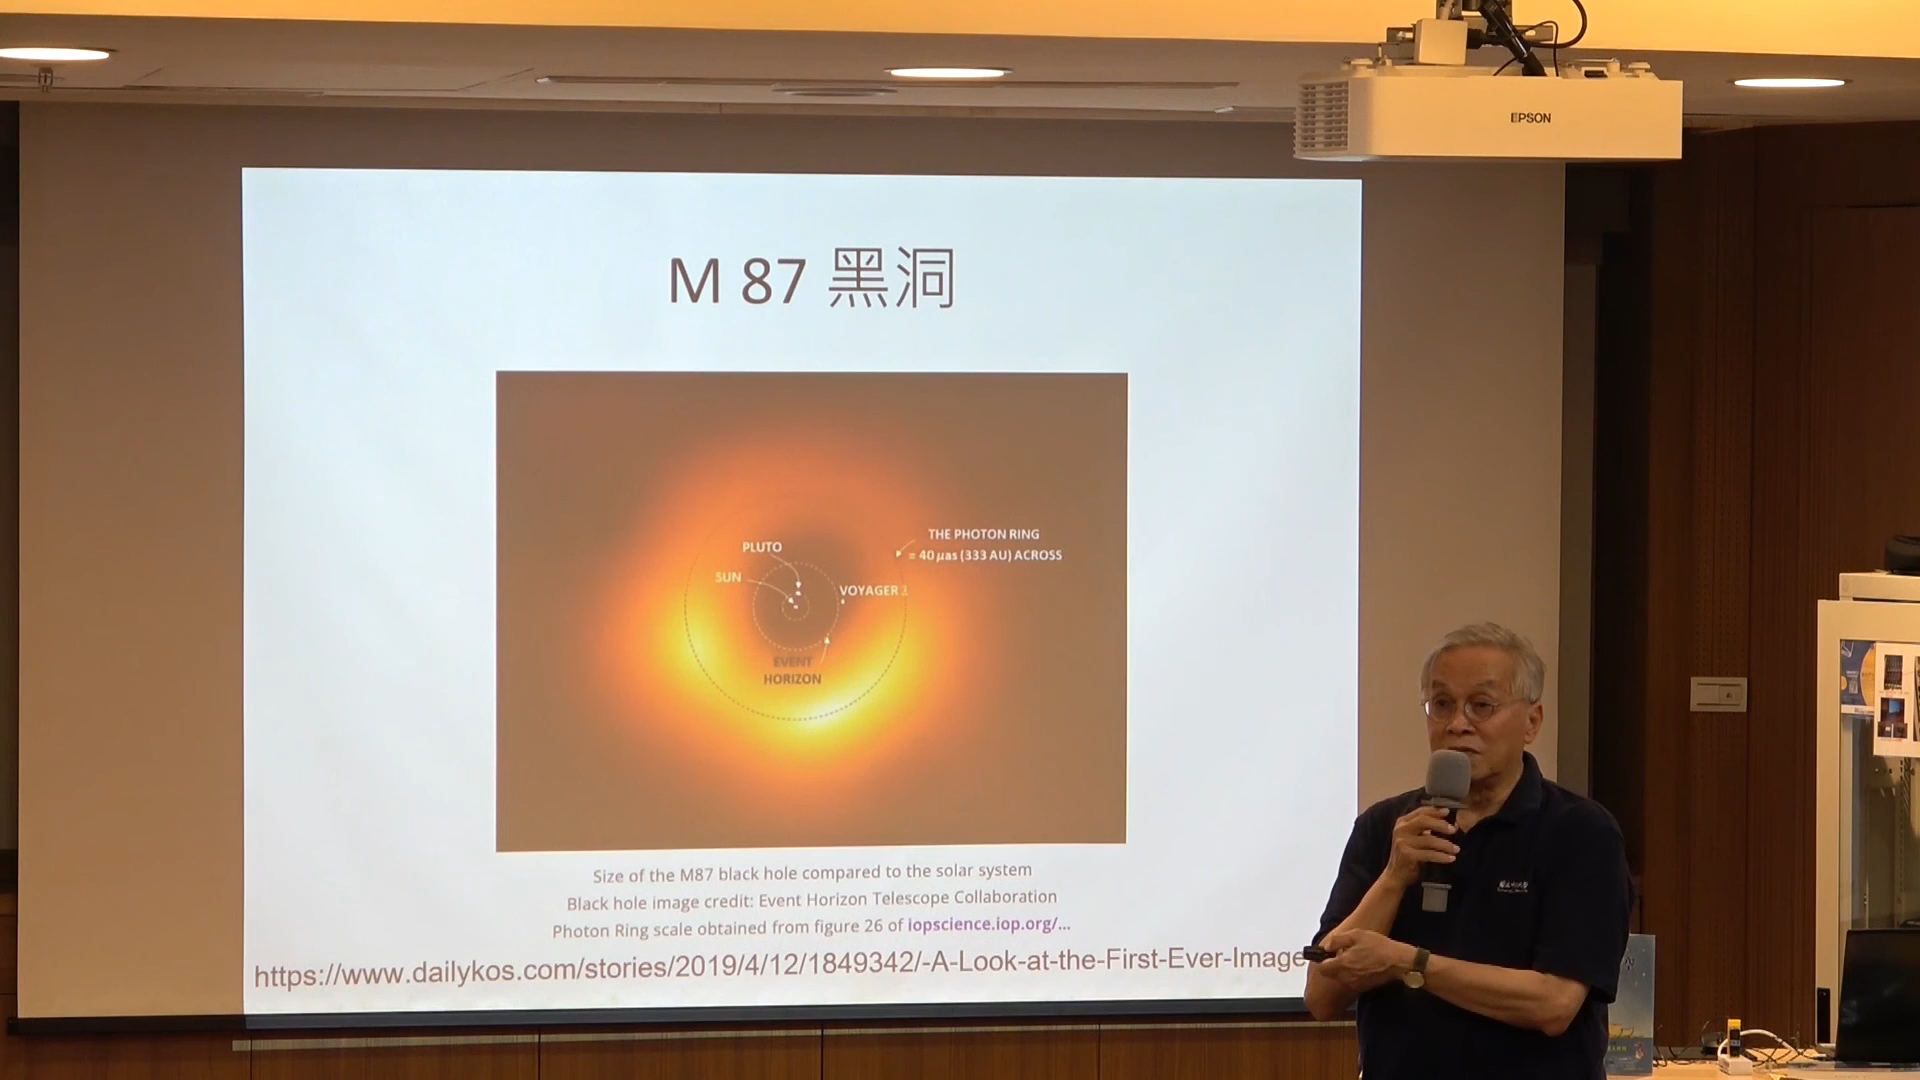 EPSON
M 87 黑洞
THE PHOTON RING
= 40 µas (333 AU) ACROSS
PLUTO
SUN
VOYAGER
EVENT
HORIZON
Size of the M87 black hole compared to the solar system
Black hole image credit: Event Horizon Telescope Collaboration
Photon Ring scale obtained from figure 26 of iopscience.iop.org/...
https://www.dailykos.com/stories/2019/4/12/1849342/-A-Look-at-the-First-Ever-Image